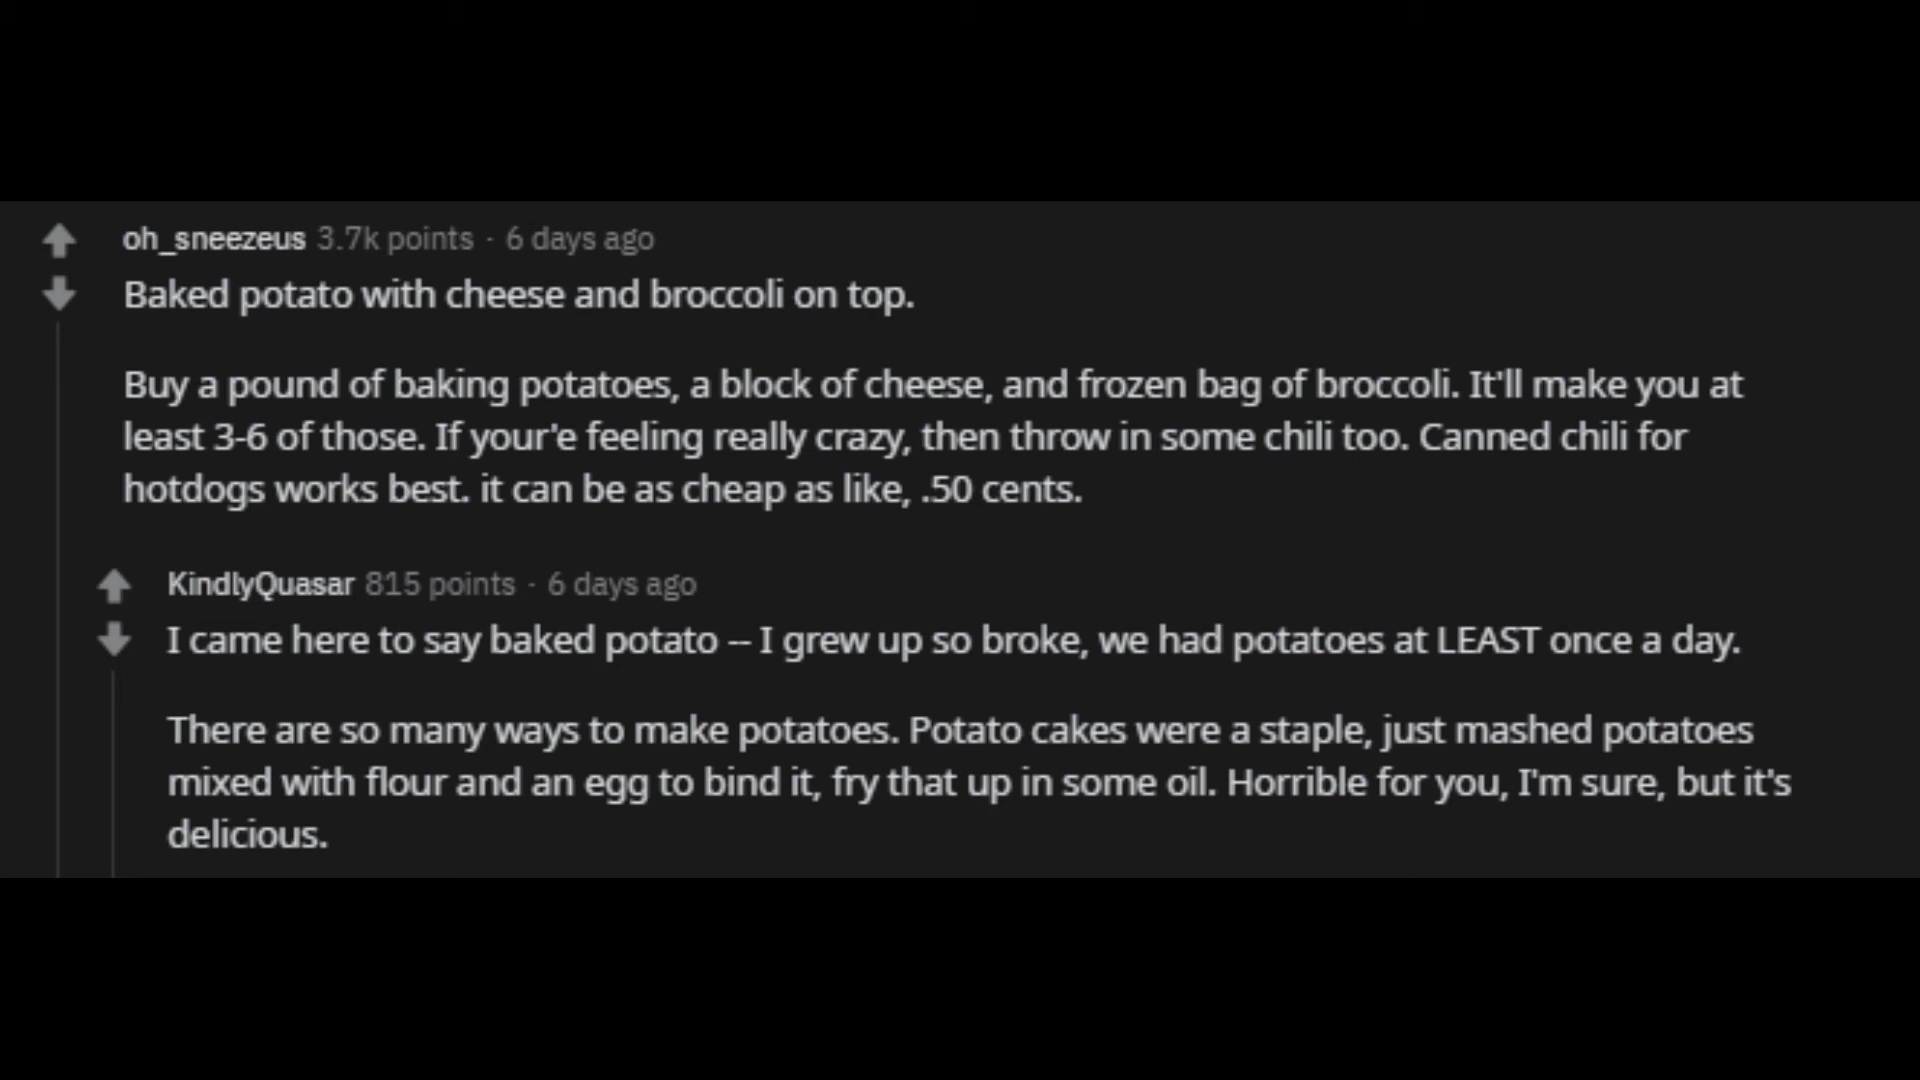 oh_sneezeus 3.7k points · 6 days ago
Baked potato with cheese and broccoli on top.
Buy a pound of baking potatoes, a block of cheese, and frozen bag of broccoli. It'll make you at
least 3-6 of those. If your'e feeling really crazy, then throw in some chili too. Canned chili for
hotdogs works best. it can be as cheap as like, .50 cents.
KindlyQuasar 815 points · 6 days ago
I came here to say baked potato -- I grew up so broke, we had potatoes at LEAST once a day.
There are so many ways to make potatoes. Potato cakes were a staple, just mashed potatoes
mixed with flour and an egg to bind it, fry that up in some oil. Horrible for you, I'm sure, but it's
delicious.